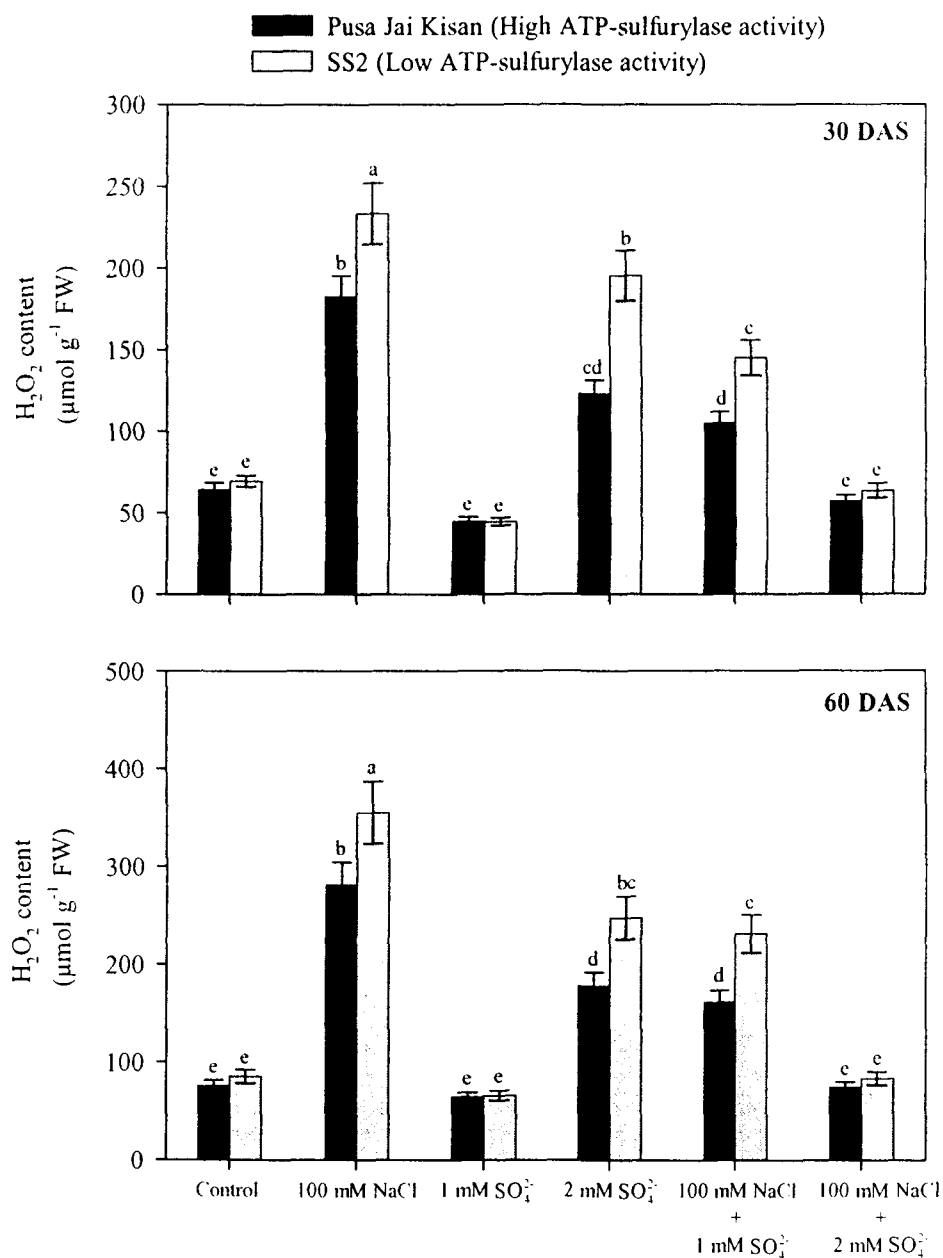 Pusa Jai Kisan (High ATP-sulfurylase activity)
SS2 (Low ATP-sulfurylase activity)
300
250
200
150
100
50
0
H₂O₂ content
(μmol g⁻¹ FW)
30 DAS
e e
b a
e e
cd b
d c
e e
500
400
300
200
100
0
H₂O₂ content
(μmol g⁻¹ FW)
60 DAS
e e
b a
e e
d bc
d c
e e
Control
100 mM NaCl
1 mM SO₄²⁻
2 mM SO₄²⁻
100 mM NaCl
+
1 mM SO₄²⁻
100 mM NaCl
+
2 mM SO₄²⁻